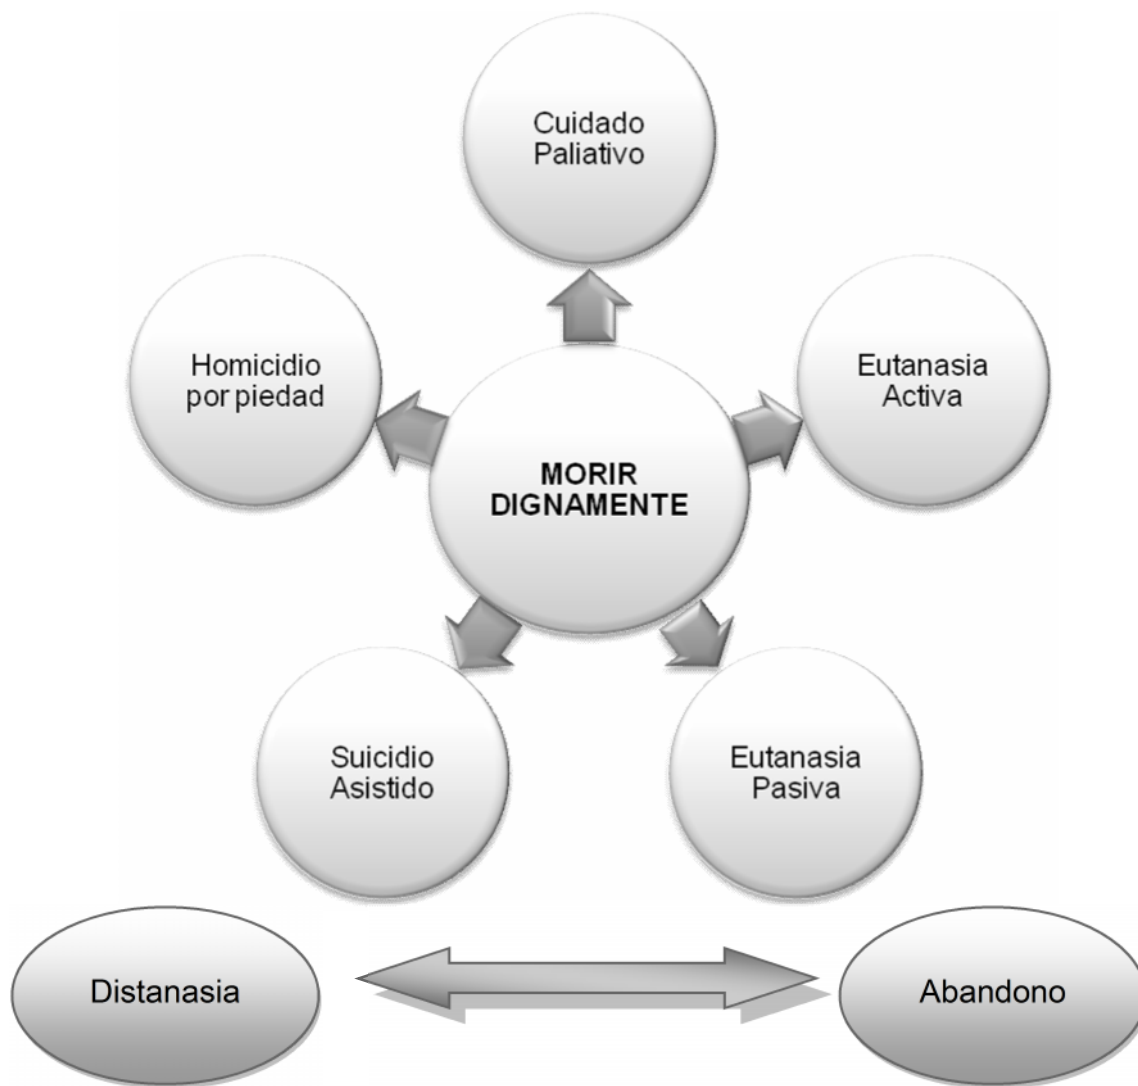 Cuidado
Paliativo
Homicidio
por piedad
Eutanasia
Activa
MORIR
DIGNAMENTE
Suicidio
Asistido
Eutanasia
Pasiva
Distanasia
Abandono